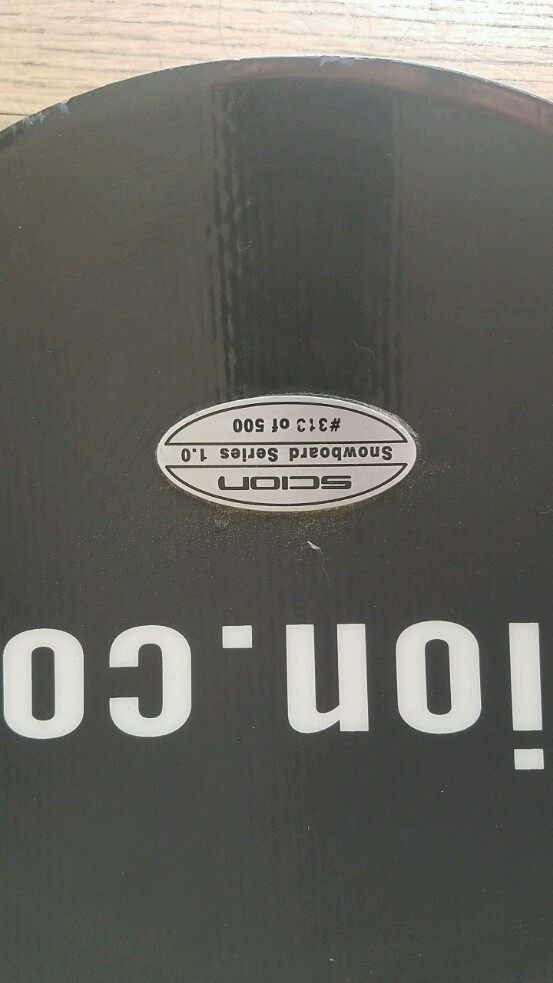 scion
Snowboard Series 1.0
#313 of 500
ion.co